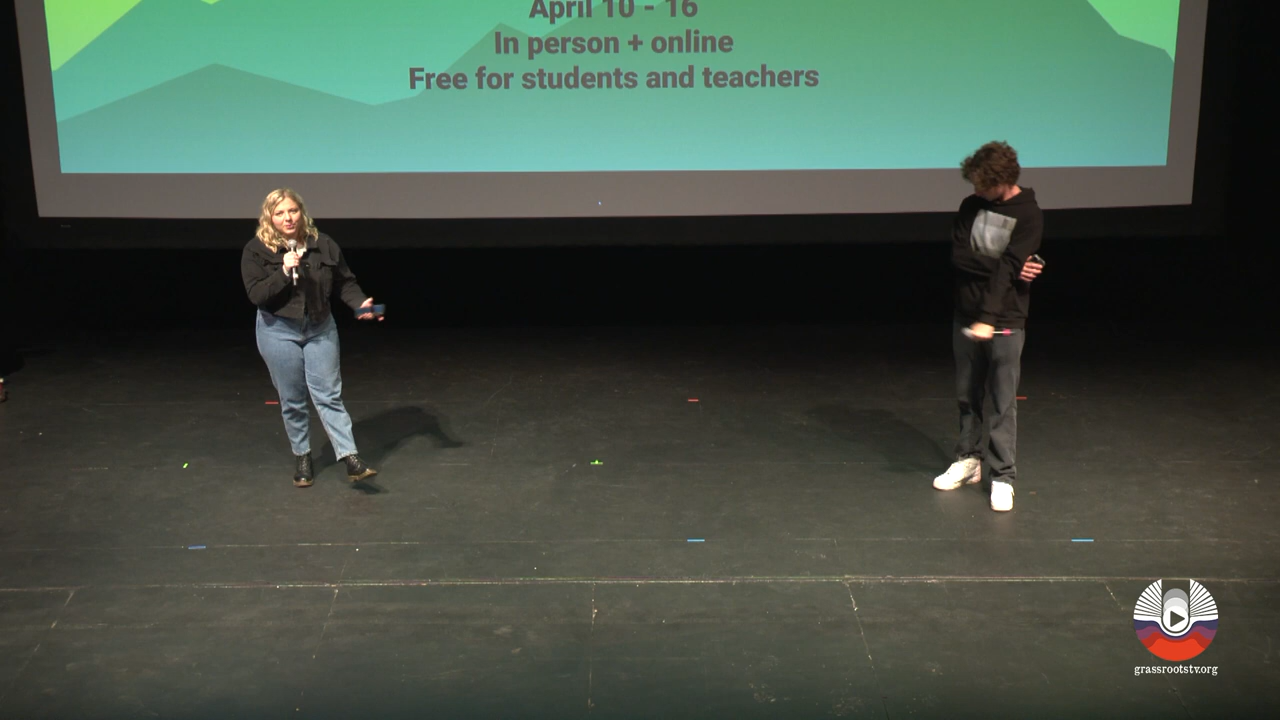 April 10 - 16
In person + online
Free for students and teachers
grassrootstv.org